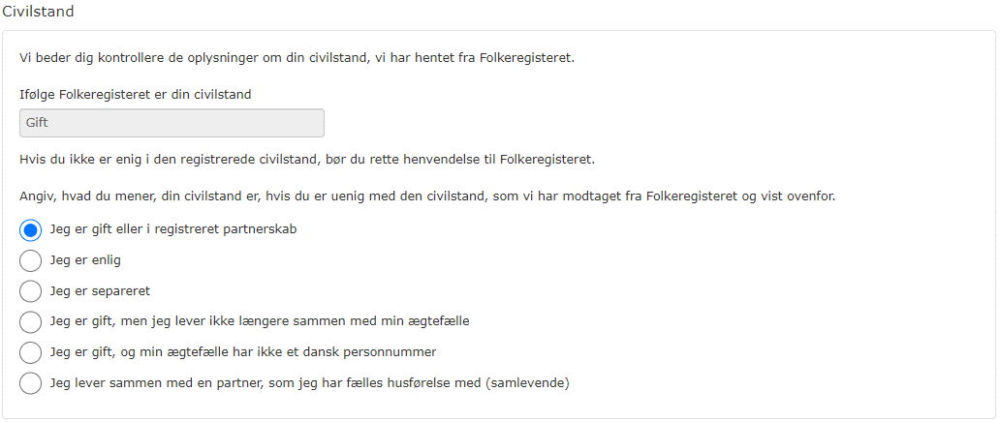 Civilstand
Vi beder dig kontrollere de oplysninger om din civilstand, vi har hentet fra Folkeregisteret.
Ifølge Folkeregisteret er din civilstand
Gift
Hvis du ikke er enig i den registrerede civilstand, bør du rette henvendelse til Folkeregisteret.
Angiv, hvad du mener, din civilstand er, hvis du er uenig med den civilstand, som vi har modtaget fra Folkeregisteret og vist ovenfor.
Jeg er gift eller i registreret partnerskab
Jeg er enlig
Jeg er separeret
Jeg er gift, men jeg lever ikke længere sammen med min ægtefælle
Jeg er gift, og min ægtefælle har ikke et dansk personnummer
Jeg lever sammen med en partner, som jeg har fælles husførelse med (samlevende)